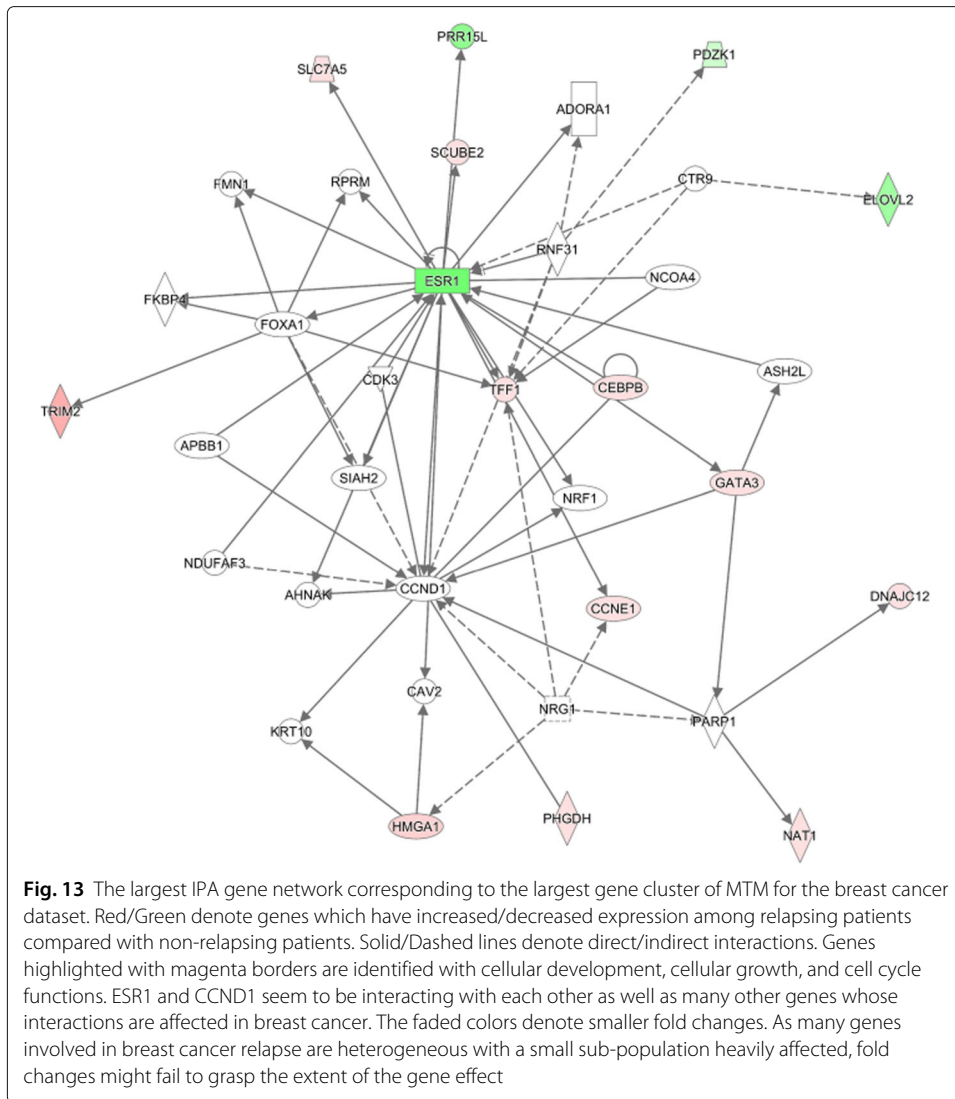 PRR15L
PDZK1
SLC7A5
ADORA1
SCUBE2
FMN1
RPRM
CTR9
ELOVL2
RNF31
ESR1
NCOA4
FKBP4
FOXA1
CDK3
TFF1
CEBPB
ASH2L
TRIM2
APBB1
SIAH2
NRF1
GATA3
NDUFAF3
AHNAK
CCND1
CCNE1
DNAJC12
CAV2
NRG1
PARP1
KRT10
HMGA1
PHGDH
NAT1
Fig. 13 The largest IPA gene network corresponding to the largest gene cluster of MTM for the breast cancer
dataset. Red/Green denote genes which have increased/decreased expression among relapsing patients
compared with non-relapsing patients. Solid/Dashed lines denote direct/indirect interactions. Genes
highlighted with magenta borders are identified with cellular development, cellular growth, and cell cycle
functions. ESR1 and CCND1 seem to be interacting with each other as well as many other genes whose
interactions are affected in breast cancer. The faded colors denote smaller fold changes. As many genes
involved in breast cancer relapse are heterogeneous with a small sub-population heavily affected, fold
changes might fail to grasp the extent of the gene effect